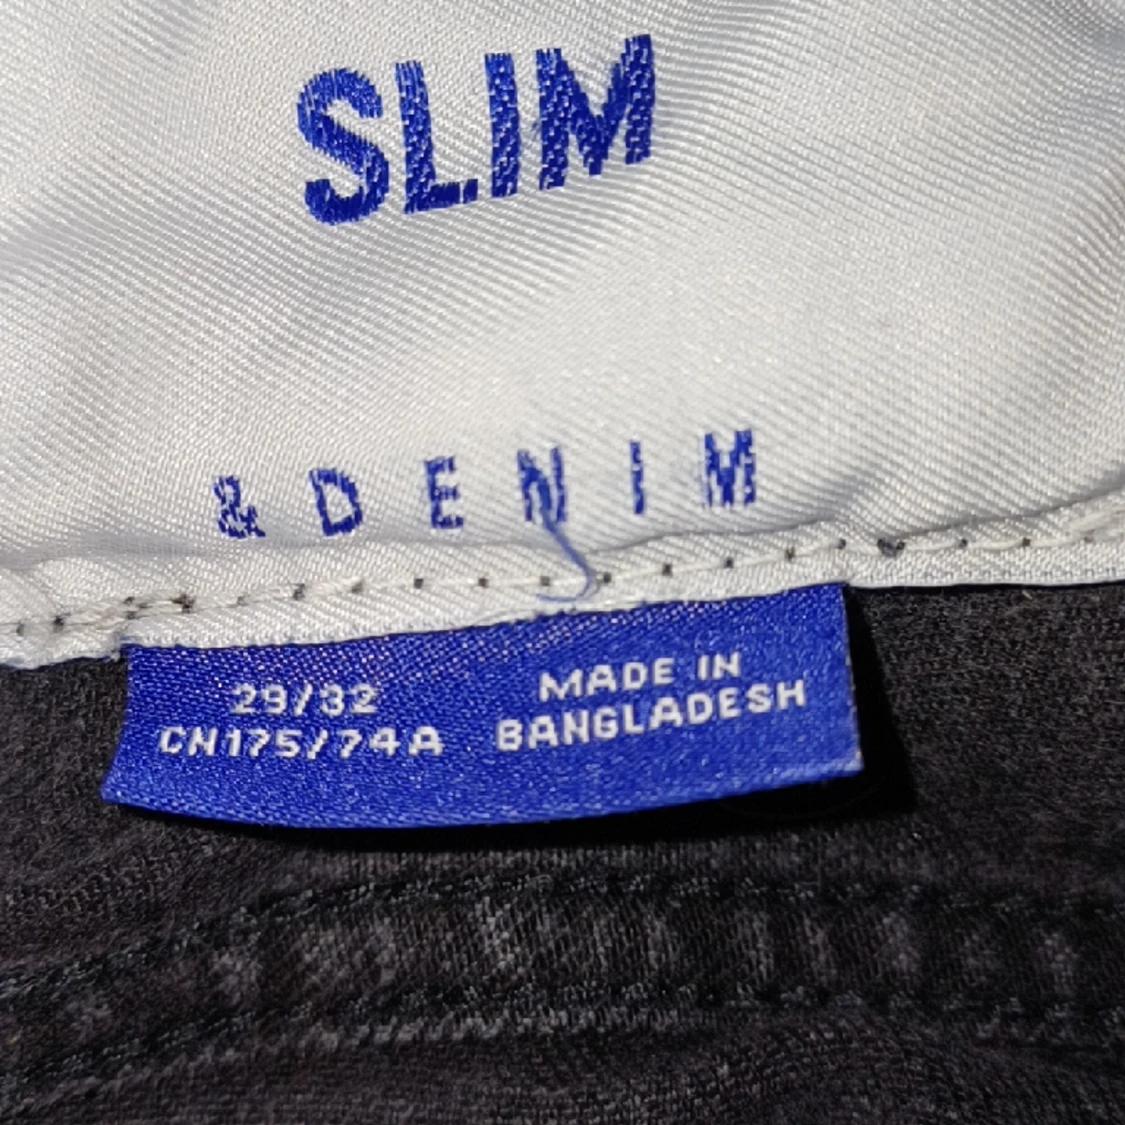 SLIM
& DENIM
29/32
CN175/74A
MADE IN
BANGLADESH